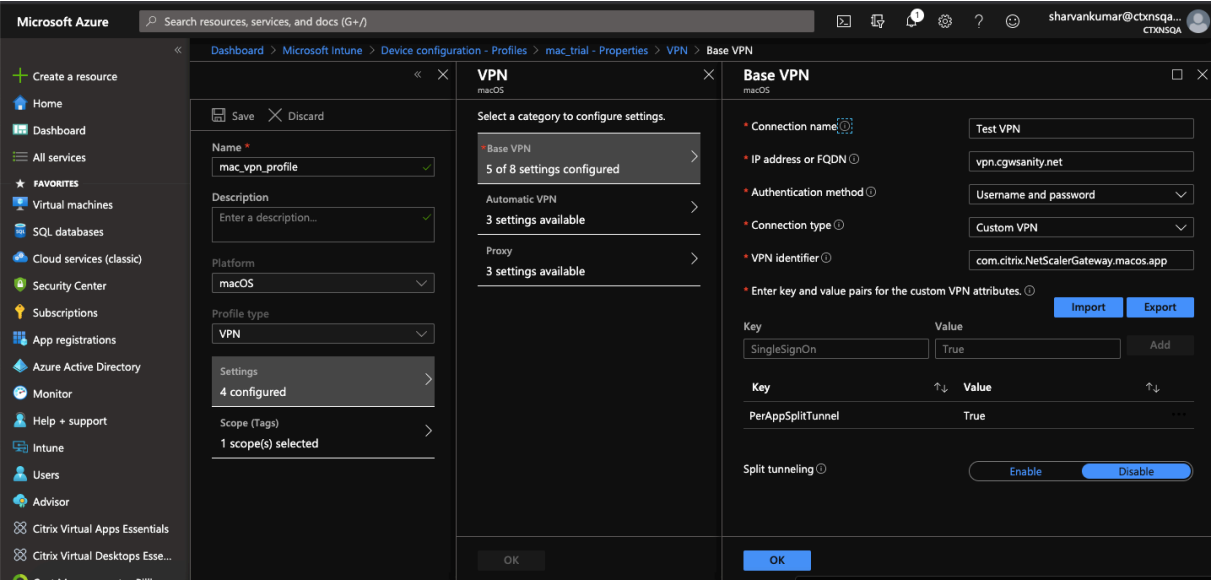 Microsoft Azure
Search resources, services, and docs (G+/)
1
sharvankumar@ctxnsqa...
CTXNSQA
Dashboard > Microsoft Intune > Device configuration - Profiles > mac_trial - Properties > VPN > Base VPN
«
Create a resource
Home
Dashboard
All services
FAVORITES
Virtual machines
SQL databases
Cloud services (classic)
Security Center
Subscriptions
App registrations
Azure Active Directory
Monitor
Help + support
Intune
Users
Advisor
Citrix Virtual Apps Essentials
Citrix Virtual Desktops Esse...
«
Save Discard
Name *
mac_vpn_profile
Description
Enter a description...
Platform
macOS
Profile type
VPN
Settings
4 configured
Scope (Tags)
1 scope(s) selected
VPN
macOS
Select a category to configure settings.
*Base VPN
5 of 8 settings configured
Automatic VPN
3 settings available
Proxy
3 settings available
OK
Base VPN
macOS
* Connection name
Test VPN
* IP address or FQDN
vpn.cgwsanity.net
* Authentication method
Username and password
* Connection type
Custom VPN
* VPN identifier
com.citrix.NetScalerGateway.macos.app
* Enter key and value pairs for the custom VPN attributes.
Import Export
Key Value
SingleSignOn True Add
Key ↑↓ Value ↑↓
PerAppSplitTunnel True ...
Split tunneling
Enable Disable
OK